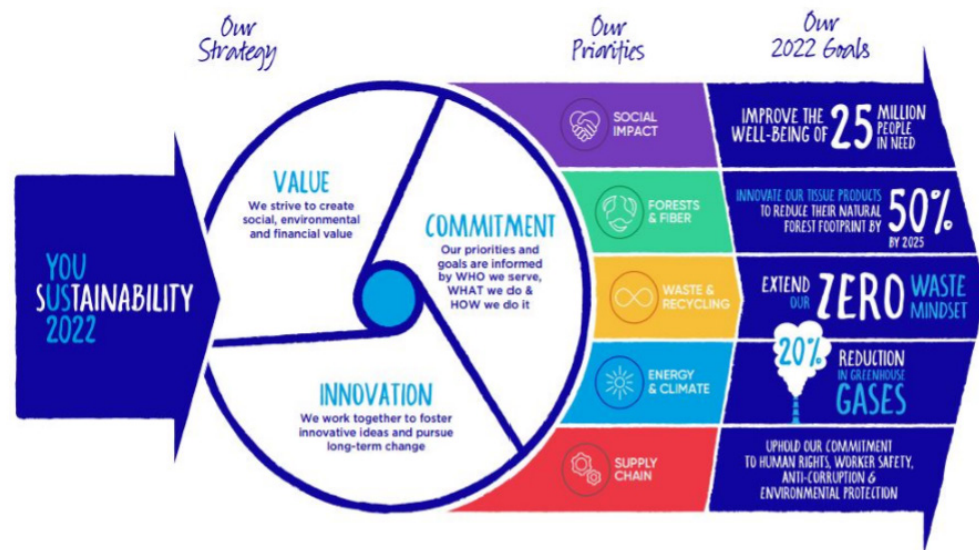 Our
Strategy
Our
Priorities
Our
2022 Goals
YOU
SUSTAINABILITY
2022
VALUE
We strive to create
social, environmental
and financial value
COMMITMENT
Our priorities and
goals are informed
by WHO we serve,
WHAT we do &
HOW we do it
INNOVATION
We work together to foster
innovative ideas and pursue
long-term change
SOCIAL
IMPACT
IMPROVE THE
WELL-BEING OF 25 MILLION
PEOPLE
IN NEED
FORESTS
& FIBER
INNOVATE OUR TISSUE PRODUCTS
TO REDUCE THEIR NATURAL
FOREST FOOTPRINT BY 50%
BY 2025
WASTE &
RECYCLING
EXTEND
OUR ZERO WASTE
MINDSET
ENERGY
& CLIMATE
20% REDUCTION
IN GREENHOUSE
GASES
SUPPLY
CHAIN
UPHOLD OUR COMMITMENT
TO HUMAN RIGHTS, WORKER SAFETY,
ANTI-CORRUPTION &
ENVIRONMENTAL PROTECTION